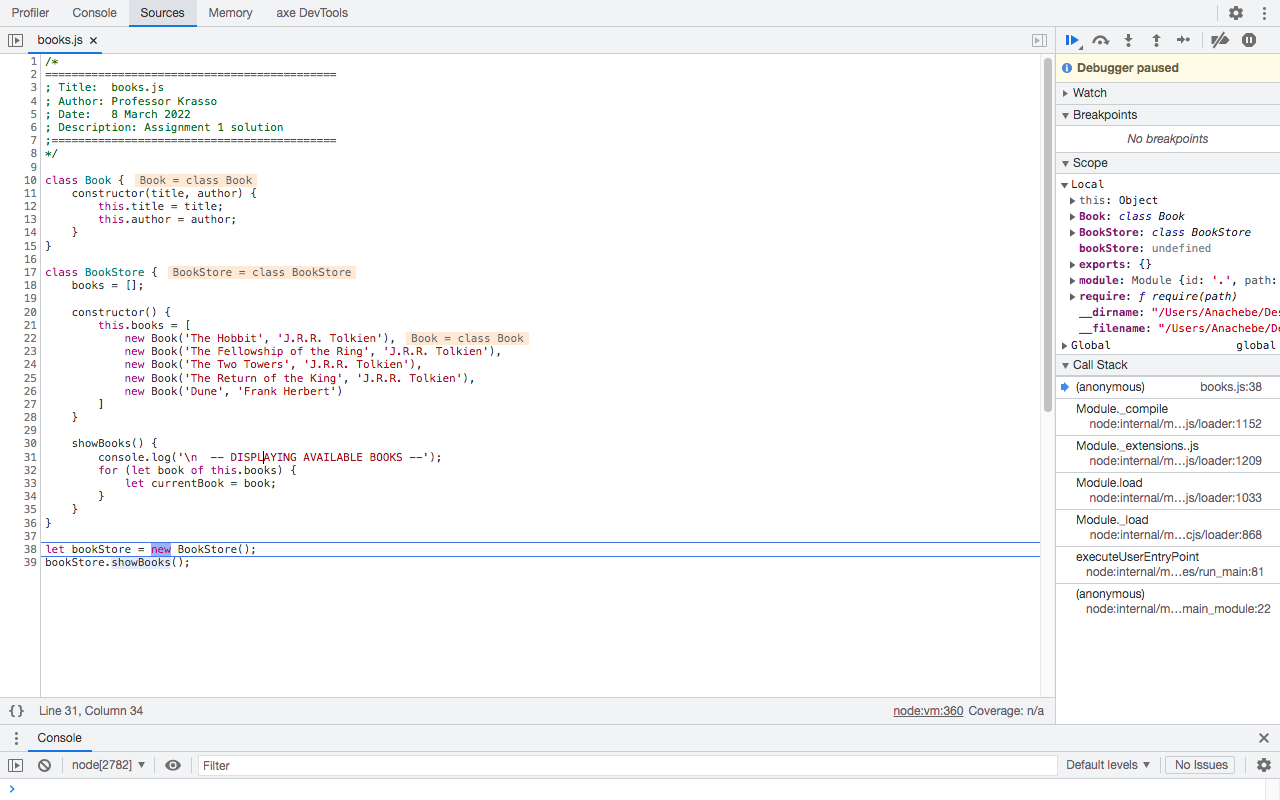 Profiler Console Sources Memory axe DevTools
books.js ×
Debugger paused
1 /*
2 ============================================
3 ; Title:  books.js
4 ; Author: Professor Krasso
5 ; Date:   8 March 2022
6 ; Description: Assignment 1 solution
7 ;===========================================
8 */
9
10 class Book { Book = class Book
11     constructor(title, author) {
12         this.title = title;
13         this.author = author;
14     }
15 }
16
17 class BookStore { BookStore = class BookStore
18     books = [];
19
20     constructor() {
21         this.books = [
22             new Book('The Hobbit', 'J.R.R. Tolkien'), Book = class Book
23             new Book('The Fellowship of the Ring', 'J.R.R. Tolkien'),
24             new Book('The Two Towers', 'J.R.R. Tolkien'),
25             new Book('The Return of the King', 'J.R.R. Tolkien'),
26             new Book('Dune', 'Frank Herbert')
27         ]
28     }
29
30     showBooks() {
31         console.log('\n  -- DISPLAYING AVAILABLE BOOKS --');
32         for (let book of this.books) {
33             let currentBook = book;
34         }
35     }
36 }
37
38 let bookStore = new BookStore();
39 bookStore.showBooks();
Watch
Breakpoints
No breakpoints
Scope
Local
this: Object
Book: class Book
BookStore: class BookStore
bookStore: undefined
exports: {}
module: Module {id: '.', path:
require: ƒ require(path)
__dirname: "/Users/Anachebe/Des
__filename: "/Users/Anachebe/De
Global global
Call Stack
(anonymous) books.js:38
Module._compile
node:internal/m…js/loader:1152
Module._extensions..js
node:internal/m…js/loader:1209
Module.load
node:internal/m…js/loader:1033
Module._load
node:internal/m…cjs/loader:868
executeUserEntryPoint
node:internal/m…es/run_main:81
(anonymous)
node:internal/m…main_module:22
{} Line 31, Column 34 node:vm:360 Coverage: n/a
Console ×
node[2782] ▼ Filter Default levels ▼ No Issues
>